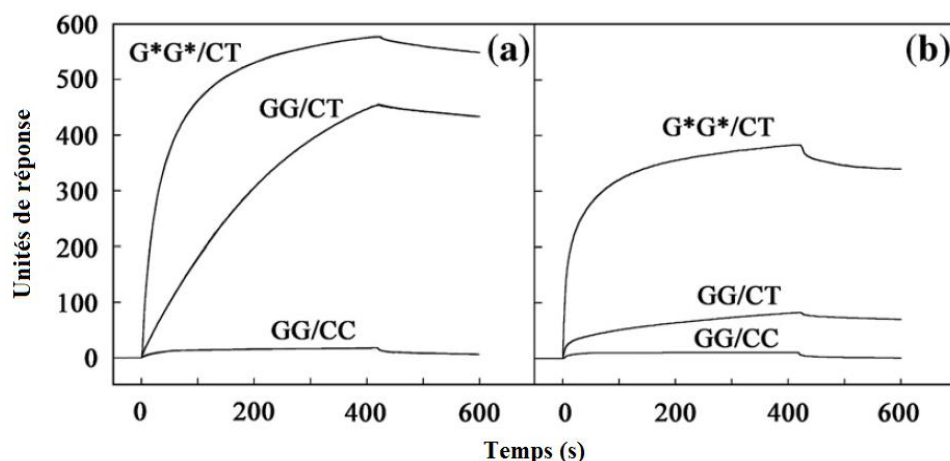 600
500
400
300
200
100
0
Unités de réponse
(a)
G*G*/CT
GG/CT
GG/CC
0 200 400 600
(b)
G*G*/CT
GG/CT
GG/CC
0 200 400 600
Temps (s)